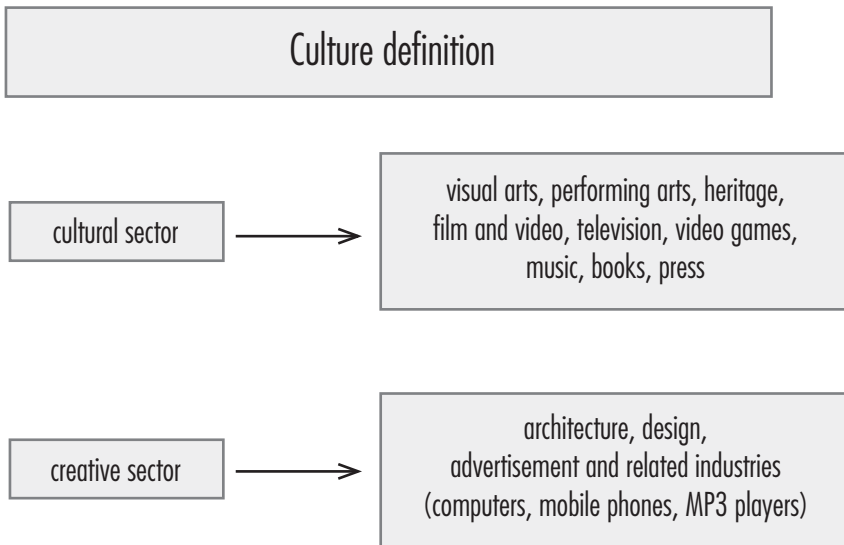 Culture definition
cultural sector
visual arts, performing arts, heritage,
film and video, television, video games,
music, books, press
creative sector
architecture, design,
advertisement and related industries
(computers, mobile phones, MP3 players)